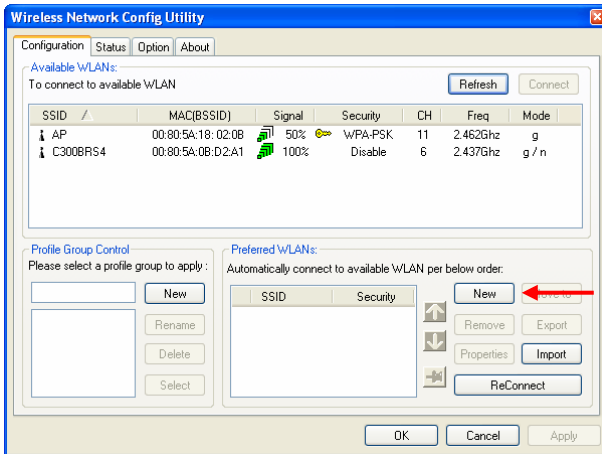 Wireless Network Config Utility
Configuration Status Option About
Available WLANs:
To connect to available WLAN
Refresh Connect
SSID MAC(BSSID) Signal Security CH Freq Mode
AP 00:80:5A:18:02:0B 50% WPA-PSK 11 2.462Ghz g
C300BRS4 00:80:5A:0B:D2:A1 100% Disable 6 2.437Ghz g / n
Profile Group Control
Please select a profile group to apply :
New
Rename
Delete
Select
Preferred WLANs:
Automatically connect to available WLAN per below order:
SSID Security
New to
Remove Export
Properties Import
ReConnect
OK Cancel Apply